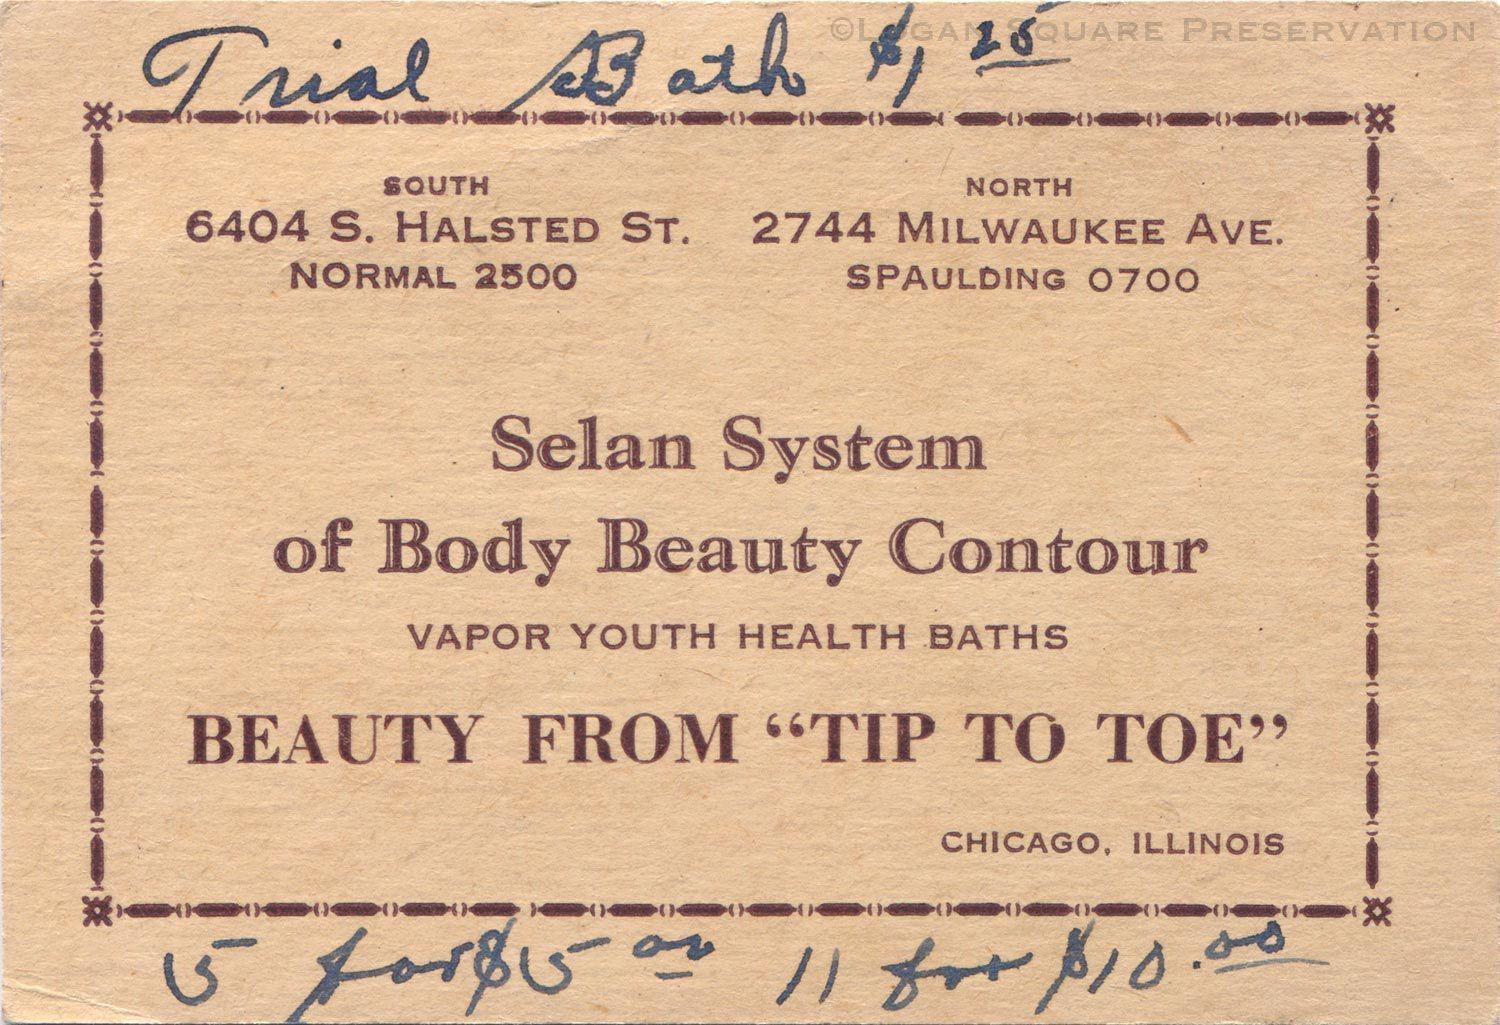 ©Logan Square Preservation
Trial Bath $1 25
SOUTH
6404 S. HALSTED ST.
NORMAL 2500
NORTH
2744 MILWAUKEE AVE.
SPAULDING 0700
Selan System
of Body Beauty Contour
VAPOR YOUTH HEALTH BATHS
BEAUTY FROM “TIP TO TOE”
CHICAGO, ILLINOIS
5 for $5 00 11 for $10.00